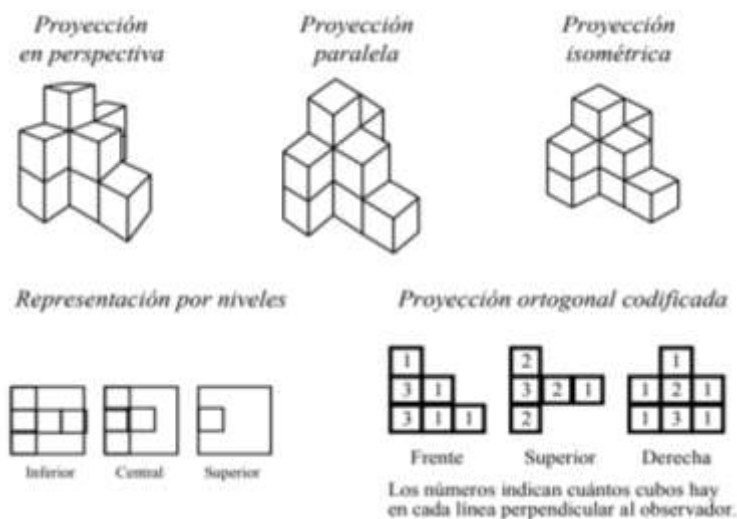 Proyección
en perspectiva
Proyección
paralela
Proyección
isométrica
Representación por niveles
Inferior
Central
Superior
Proyección ortogonal codificada
1
3 1
3 1 1
Frente
2
3 2 1
2
Superior
1
1 2 1
1 3 1
Derecha
Los números indican cuántos cubos hay
en cada línea perpendicular al observador.